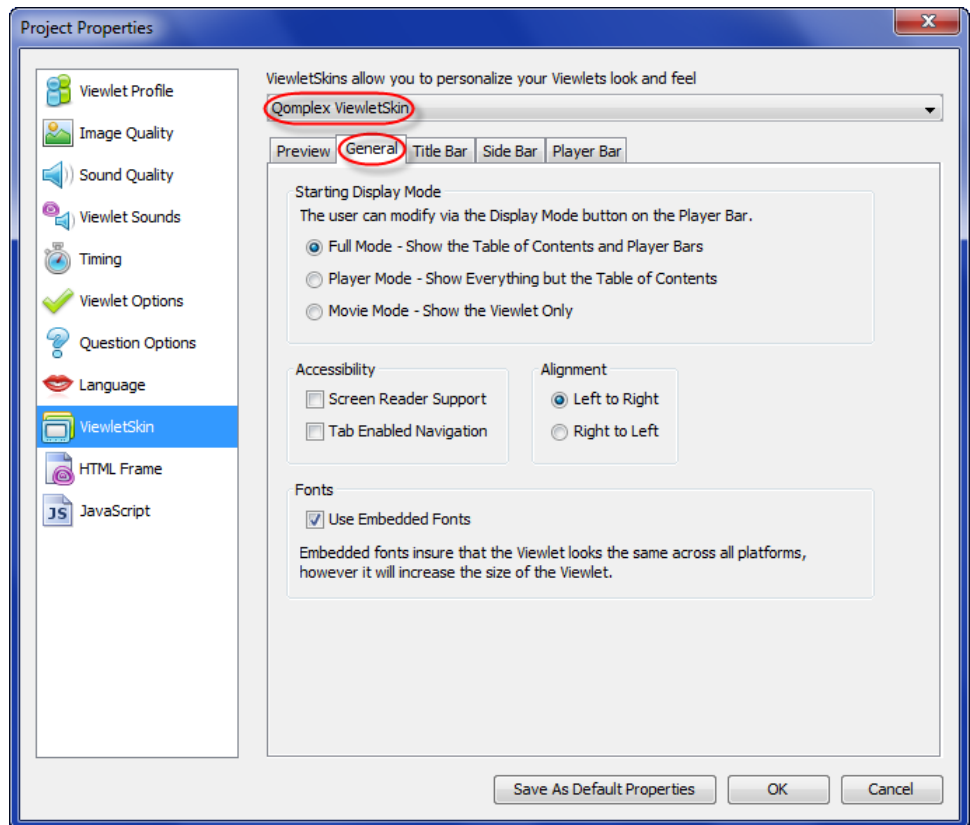 Project Properties
Viewlet Profile
Image Quality
Sound Quality
Viewlet Sounds
Timing
Viewlet Options
Question Options
Language
ViewletSkin
HTML Frame
JS
JavaScript
ViewletSkins allow you to personalize your Viewlets look and feel
Qomplex ViewletSkin
Preview General Title Bar Side Bar Player Bar
Starting Display Mode
The user can modify via the Display Mode button on the Player Bar.
Full Mode - Show the Table of Contents and Player Bars
Player Mode - Show Everything but the Table of Contents
Movie Mode - Show the Viewlet Only
Accessibility
Screen Reader Support
Tab Enabled Navigation
Alignment
Left to Right
Right to Left
Fonts
Use Embedded Fonts
Embedded fonts insure that the Viewlet looks the same across all platforms,
however it will increase the size of the Viewlet.
Save As Default Properties OK Cancel